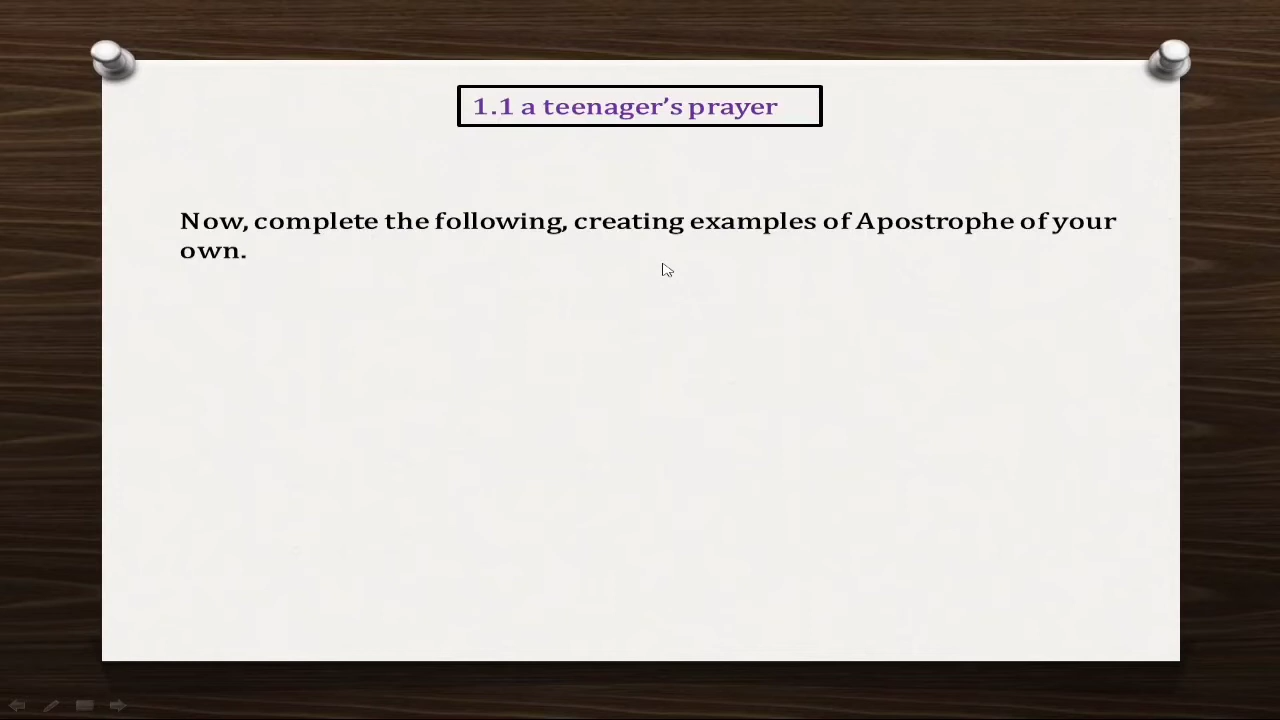 1.1 a teenager’s prayer
Now, complete the following, creating examples of Apostrophe of your
own.